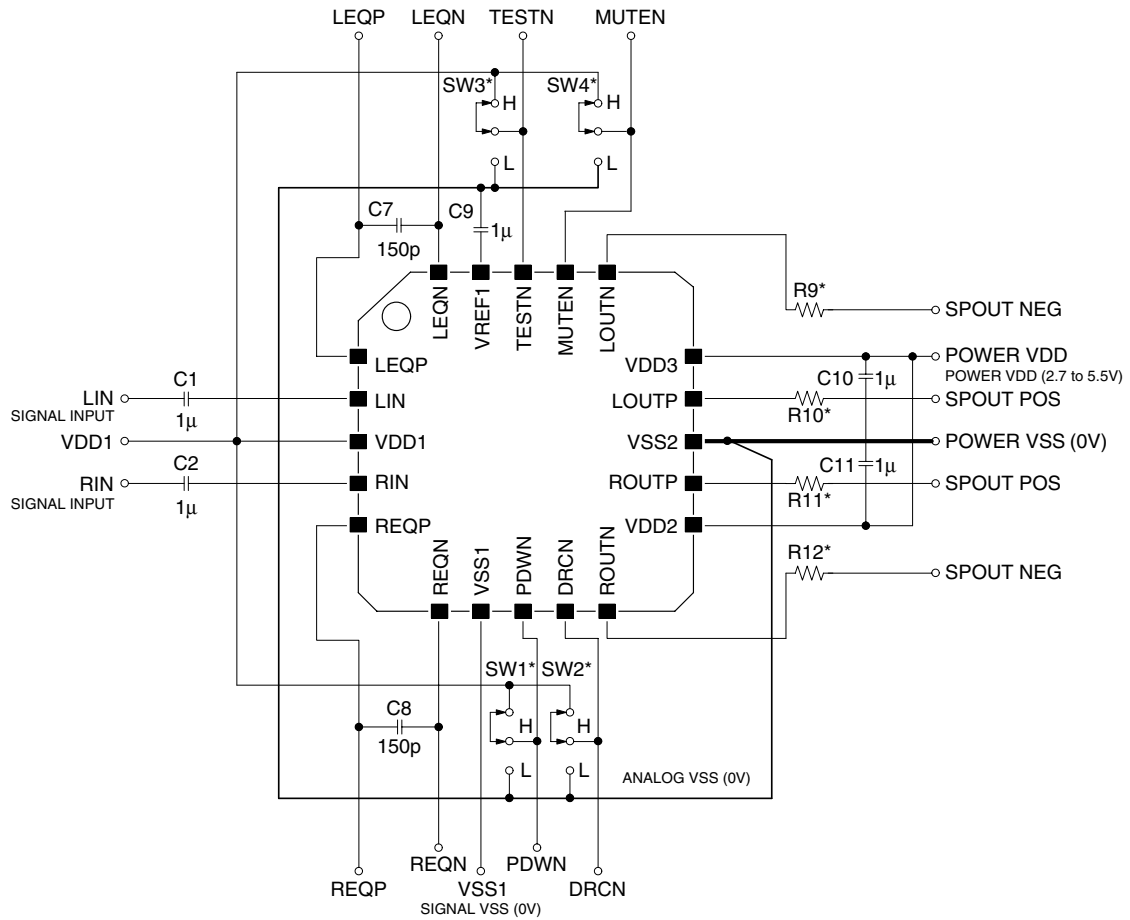 LEQP LEQN TESTN MUTEN
SW3* SW4*
H H
L L
C7 C9
150p 1μ
LEQN VREF1 TESTN MUTEN LOUTN
R9*
SPOUT NEG
LEQP VDD3 POWER VDD
POWER VDD (2.7 to 5.5V)
C10 1μ
LIN C1 LIN LOUTP R10* SPOUT POS
SIGNAL INPUT 1μ
VDD1 VDD1 VSS2 POWER VSS (0V)
C11 1μ
RIN C2 RIN ROUTP R11* SPOUT POS
SIGNAL INPUT 1μ
REQP VDD2
REQN VSS1 PDWN DRCN ROUTN
R12*
SPOUT NEG
SW1* SW2*
C8 H H
150p
L L
ANALOG VSS (0V)
REQN PDWN
REQP VSS1 DRCN
SIGNAL VSS (0V)